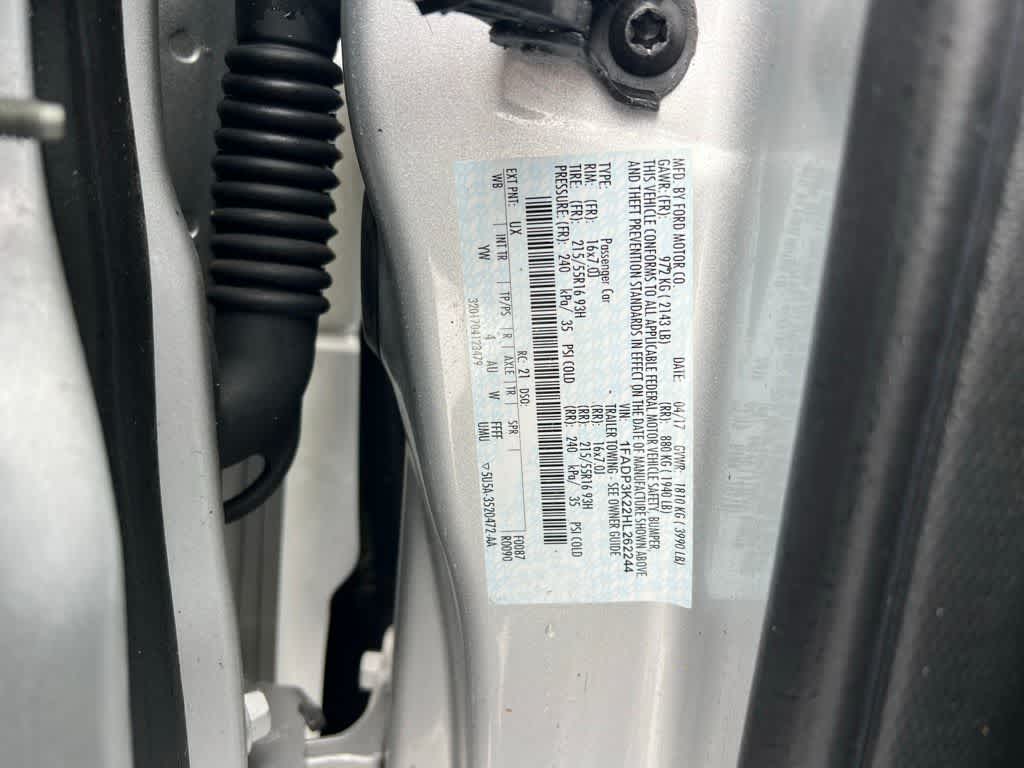 MFD. BY FORD MOTOR CO.
DATE: 04/17 GVWR: 1810 KG ( 3990 LB)
GAWR: (FR): 972 KG ( 2143 LB) (RR): 880 KG ( 1940 LB)
THIS VEHICLE CONFORMS TO ALL APPLICABLE FEDERAL MOTOR VEHICLE SAFETY, BUMPER,
AND THEFT PREVENTION STANDARDS IN EFFECT ON THE DATE OF MANUFACTURE SHOWN ABOVE
VIN: 1FADP3K22HL262244
TYPE: Passenger Car TRAILER TOWING - SEE OWNER GUIDE
RIM: (FR): 16x7.0J (RR): 16x7.0J
TIRE: (FR): 215/55R16 93H (RR): 215/55R16 93H
PRESSURE: (FR): 240 kPa/ 35 PSI COLD (RR): 240 kPa/ 35 PSI COLD
EXT PNT: UX RC: 21 DSO: F0087
WB | INT TR | TP/PS | R | AXLE | TR | SPR | R0090
YW 4 AU W FFFF
UMU
3201704123479 ▽5U5A-3520472-AA